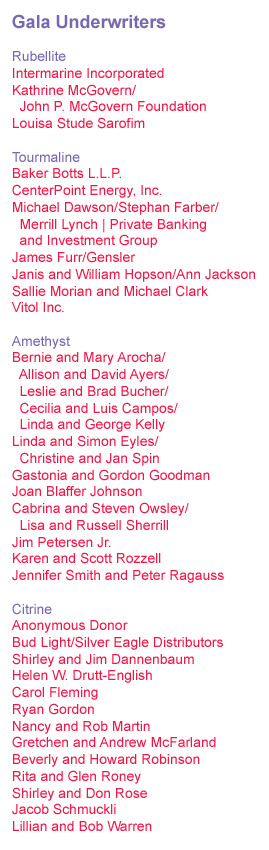 Gala Underwriters
Rubellite
Intermarine Incorporated
Kathrine McGovern/
John P. McGovern Foundation
Louisa Stude Sarofim
Tourmaline
Baker Botts L.L.P.
CenterPoint Energy, Inc.
Michael Dawson/Stephan Farber/
Merrill Lynch | Private Banking
and Investment Group
James Furr/Gensler
Janis and William Hopson/Ann Jackson
Sallie Morian and Michael Clark
Vitol Inc.
Amethyst
Bernie and Mary Arocha/
Allison and David Ayers/
Leslie and Brad Bucher/
Cecilia and Luis Campos/
Linda and George Kelly
Linda and Simon Eyles/
Christine and Jan Spin
Gastonia and Gordon Goodman
Joan Blaffer Johnson
Cabrina and Steven Owsley/
Lisa and Russell Sherrill
Jim Petersen Jr.
Karen and Scott Rozzell
Jennifer Smith and Peter Ragauss
Citrine
Anonymous Donor
Bud Light/Silver Eagle Distributors
Shirley and Jim Dannenbaum
Helen W. Drutt-English
Carol Fleming
Ryan Gordon
Nancy and Rob Martin
Gretchen and Andrew McFarland
Beverly and Howard Robinson
Rita and Glen Roney
Shirley and Don Rose
Jacob Schmuckli
Lillian and Bob Warren